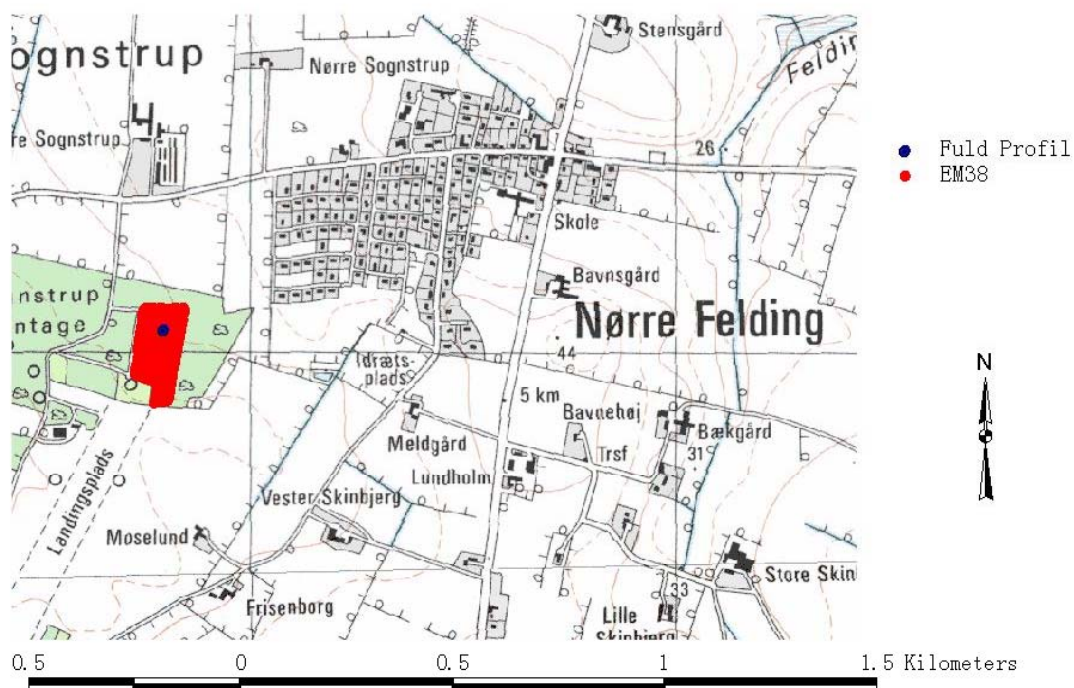 ognstrup
Nørre Sognstrup
Stensgård
Feldin
re Sognstrup
26
Fuld Profil
EM38
Skole
Bavnsgård
nstrup
ntage
Nørre Felding
44
Idræts-
plads
N
5 km
Bavnehøj
Bækgård
Meldgård
Trsf
31
Lundholm
Landingsplads
Vester Skinbjerg
Moselund
Store Skin
33
Frisenborg
Lille
Skinbjerg
0.5 0 0.5 1 1.5 Kilometers